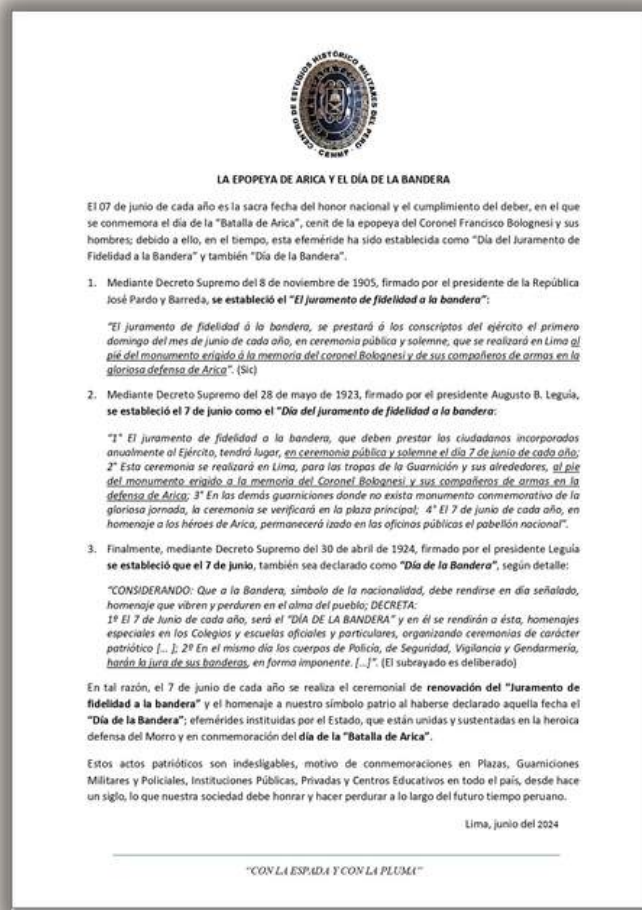 CENTRO DE ESTUDIOS HISTÓRICO MILITARES DEL PERÚ
CEHMP
LA EPOPEYA DE ARICA Y EL DÍA DE LA BANDERA
El 07 de junio de cada año es la sacra fecha del honor nacional y el cumplimiento del deber, en el que
se conmemora el día de la "Batalla de Arica", cenit de la epopeya del Coronel Francisco Bolognesi y sus
hombres; debido a ello, en el tiempo, esta efeméride ha sido establecida como "Día del Juramento de
Fidelidad a la Bandera" y también "Día de la Bandera".
1. Mediante Decreto Supremo del 8 de noviembre de 1905, firmado por el presidente de la República
José Pardo y Barreda, se estableció el "El juramento de fidelidad a la bandera":
"El juramento de fidelidad á la bandera, se prestará á los conscriptos del ejército el primero
domingo del mes de junio de cada año, en ceremonia pública y solemne, que se realizará en Lima al
pié del monumento erigido á la memoria del coronel Bolognesi y de sus compañeros de armas en la
gloriosa defensa de Arica". (Sic)
2. Mediante Decreto Supremo del 28 de mayo de 1923, firmado por el presidente Augusto B. Leguía,
se estableció el 7 de junio como el "Día del juramento de fidelidad a la bandera:
"1° El juramento de fidelidad a la bandera, que deben prestar los ciudadanos incorporados
anualmente al Ejército, tendrá lugar, en ceremonia pública y solemne el día 7 de junio de cada año;
2° Esta ceremonia se realizará en Lima, para las tropas de la Guarnición y sus alrededores, al pie
del monumento erigido a la memoria del Coronel Bolognesi y sus compañeros de armas en la
defensa de Arica; 3° En las demás guarniciones donde no exista monumento conmemorativo de la
gloriosa jornada, la ceremonia se verificará en la plaza principal; 4° El 7 de junio de cada año, en
homenaje a los héroes de Arica, permanecerá izado en las oficinas públicas el pabellón nacional".
3. Finalmente, mediante Decreto Supremo del 30 de abril de 1924, firmado por el presidente Leguía
se estableció que el 7 de junio, también sea declarado como "Día de la Bandera", según detalle:
"CONSIDERANDO: Que a la Bandera, símbolo de la nacionalidad, debe rendirse en día señalado,
homenaje que vibren y perduren en el alma del pueblo; DECRETA:
1º El 7 de Junio de cada año, será el "DÍA DE LA BANDERA" y en él se rendirán a ésta, homenajes
especiales en los Colegios y escuelas oficiales y particulares, organizando ceremonias de carácter
patriótico [... ]; 2º En el mismo día los cuerpos de Policía, de Seguridad, Vigilancia y Gendarmería,
harán la jura de sus banderas, en forma imponente. [...]". (El subrayado es deliberado)
En tal razón, el 7 de junio de cada año se realiza el ceremonial de renovación del "Juramento de
fidelidad a la bandera" y el homenaje a nuestro símbolo patrio al haberse declarado aquella fecha el
"Día de la Bandera"; efemérides instituidas por el Estado, que están unidas y sustentadas en la heroica
defensa del Morro y en conmemoración del día de la "Batalla de Arica".
Estos actos patrióticos son indesligables, motivo de conmemoraciones en Plazas, Guarniciones
Militares y Policiales, Instituciones Públicas, Privadas y Centros Educativos en todo el país, desde hace
un siglo, lo que nuestra sociedad debe honrar y hacer perdurar a lo largo del futuro tiempo peruano.
Lima, junio del 2024
"CON LA ESPADA Y CON LA PLUMA"